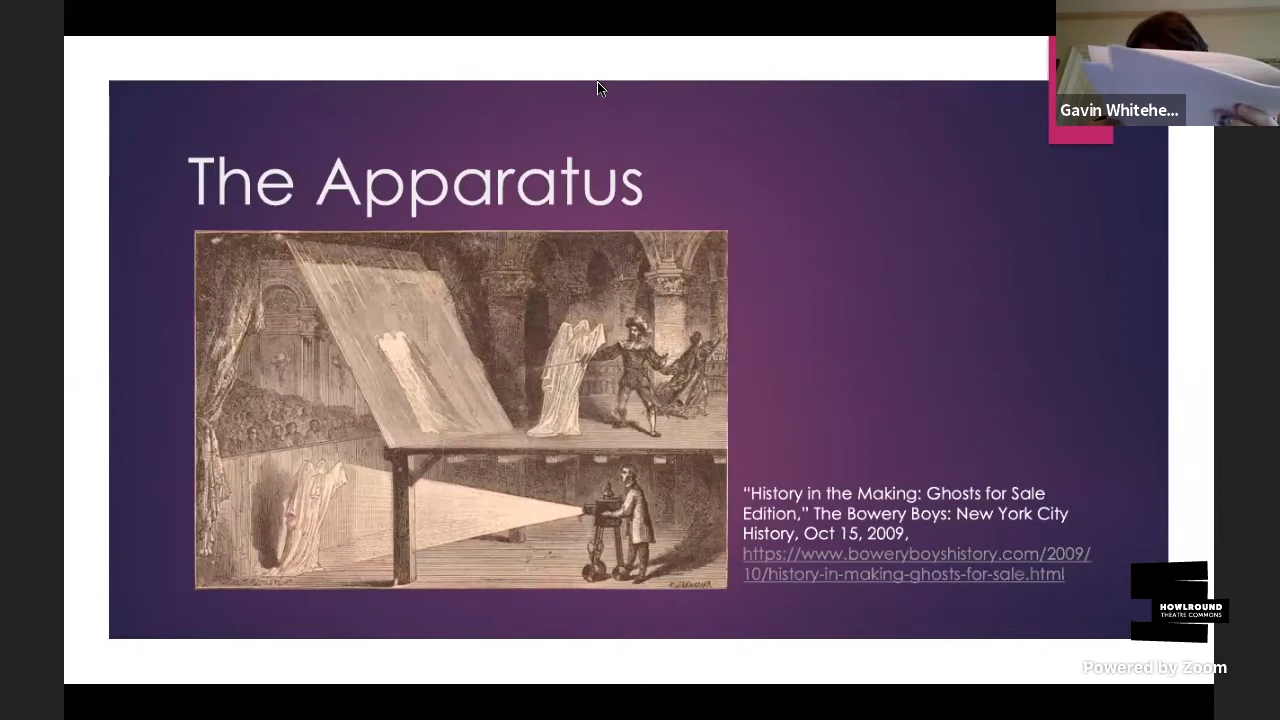 Gavin Whitehe...
The Apparatus
“History in the Making: Ghosts for Sale
Edition,” The Bowery Boys: New York City
History, Oct 15, 2009,
https://www.boweryboyshistory.com/2009/
10/history-in-making-ghosts-for-sale.html
HOWLROUND
THEATRE COMMONS
Powered by Zoom